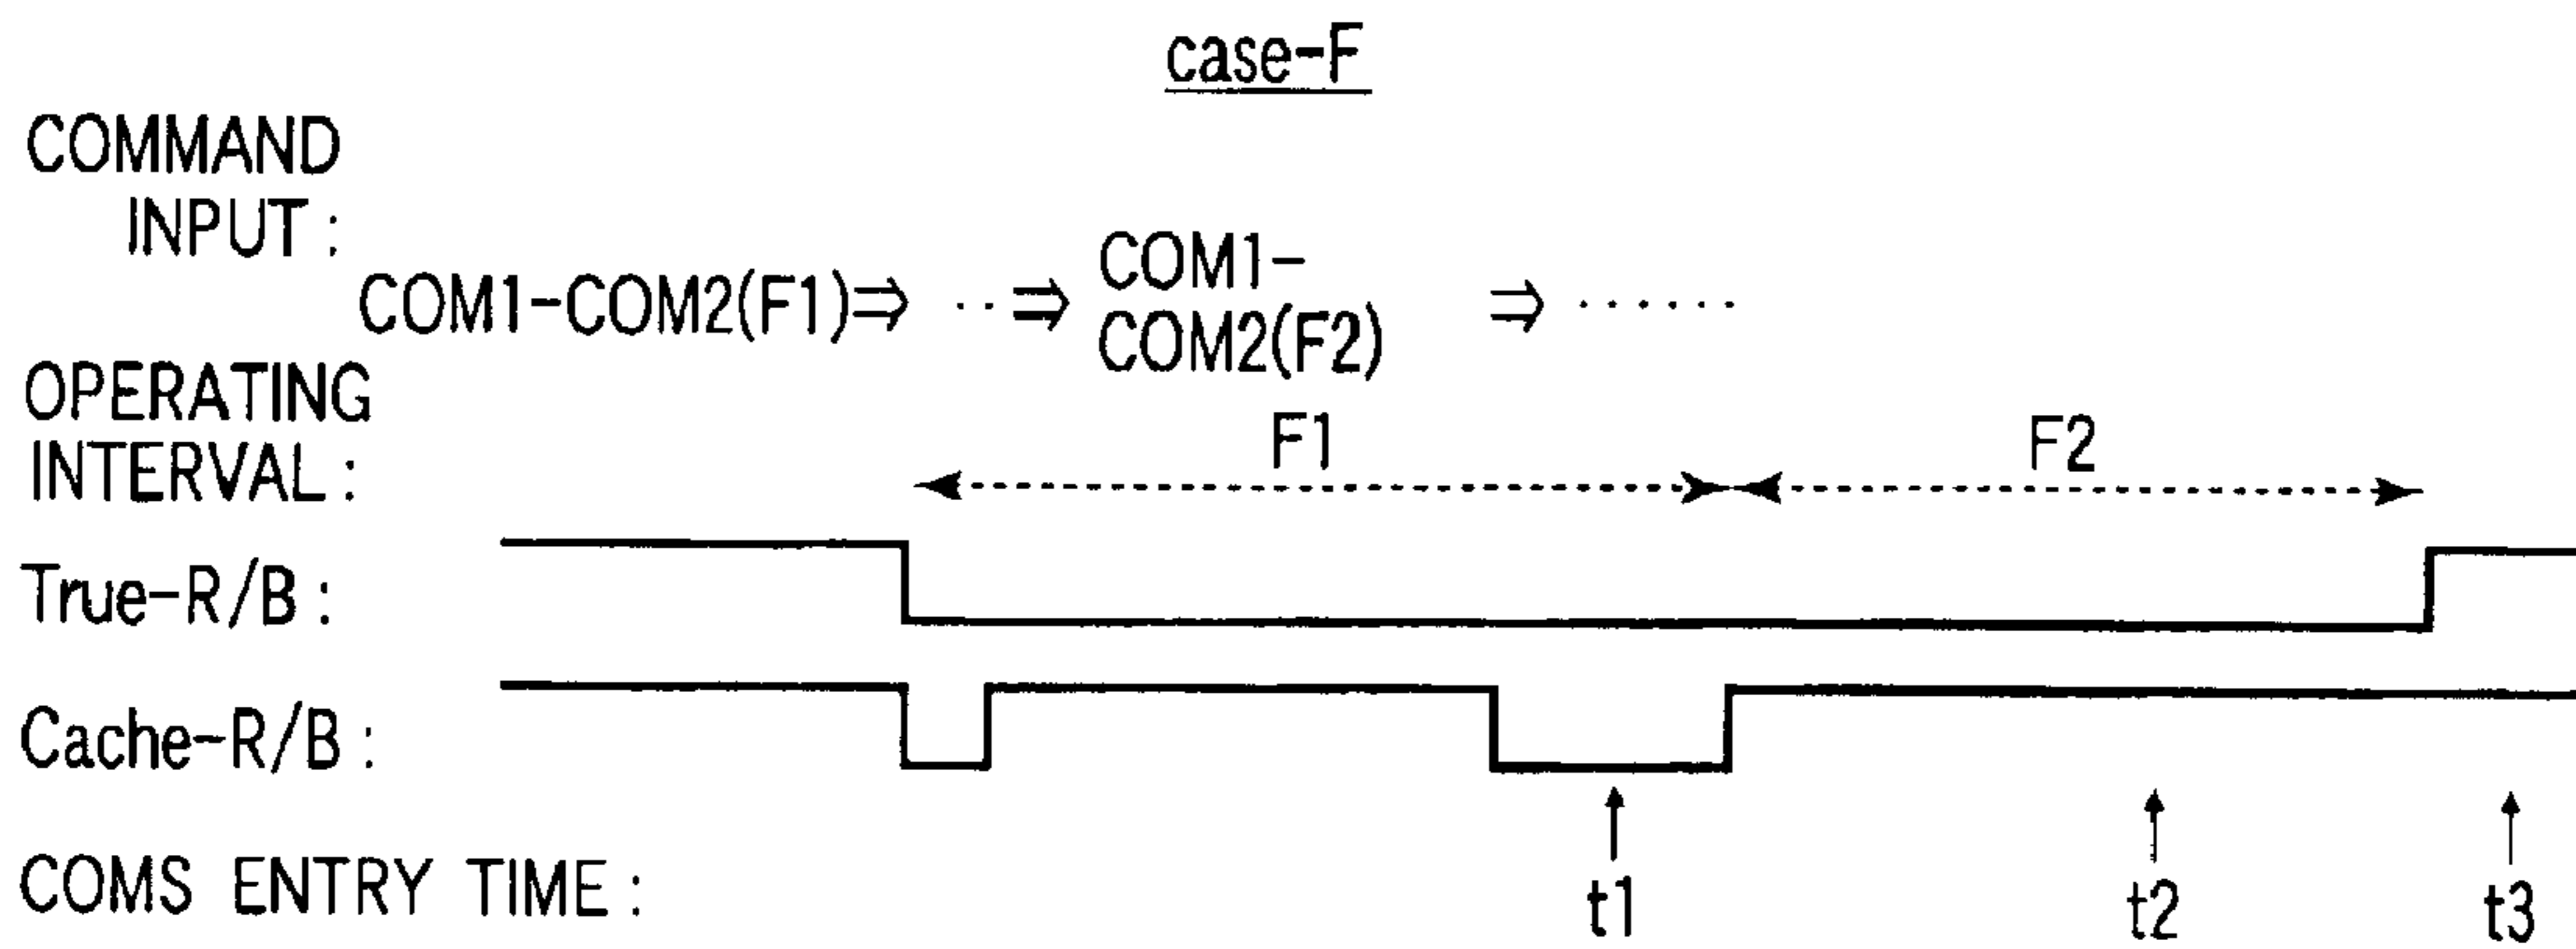 case-F
COMMAND
INPUT :
COM1-COM2(F1)⇒ ··⇒ COM1-
COM2(F2) ⇒ ······
OPERATING
INTERVAL :
F1 F2
True-R/B :
Cache-R/B :
COMS ENTRY TIME :
t1 t2 t3